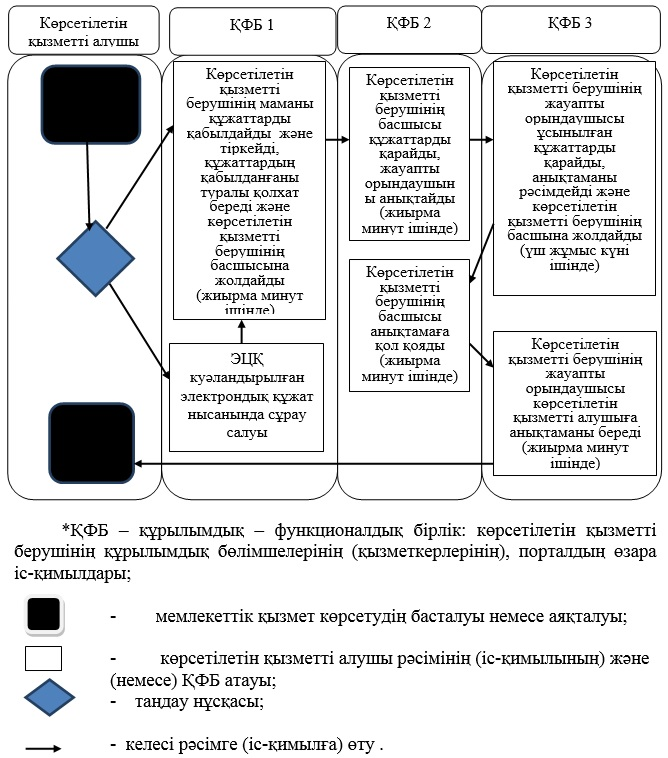 Көрсетілетін
қызметті алушы
ҚФБ 1
ҚФБ 2
ҚФБ 3
Көрсетілетін
қызметті
берушінің маманы
құжаттарды
қабылдайды және
тіркейді,
құжаттардың
қабылданғаны
туралы қолхат
береді және
көрсетілетін
қызметті
берушінің
басшысына
жолдайды
(жиырма минут
ішінде)
ЭЦҚ
куәландырылған
электрондық құжат
нысанында сұрау
салуы
Көрсетілетін
қызметті
берушінің
басшысы
құжаттарды
қарайды,
жауапты
орындаушын
ы анықтайды
(жиырма
минут ішінде)
Көрсетілетін
қызметті
берушінің
басшысы
анықтамаға
қол қояды
(жиырма
минут ішінде)
Көрсетілетін
қызметті берушінің
жауапты
орындаушысы
ұсынылған
құжаттарды
қарайды,
анықтаманы
рәсімдейді және
көрсетілетін
қызметті берушінің
басшына жолдайды
(үш жұмыс күні
ішінде)
Көрсетілетін
қызметті берушінің
жауапты
орындаушысы
көрсетілетін
қызметті алушыға
анықтаманы береді
(жиырма минут
ішінде)
*ҚФБ – құрылымдық – функционалдық бірлік: көрсетілетін қызметті
берушінің құрылымдық бөлімшелерінің (қызметкерлерінің), порталдың өзара
іс-қимылдары;
- мемлекеттік қызмет көрсетудің басталуы немесе аяқталуы;
- көрсетілетін қызметті алушы рәсімінің (іс-қимылының) және
(немесе) ҚФБ атауы;
- таңдау нұсқасы;
- келесі рәсімге (іс-қимылға) өту .